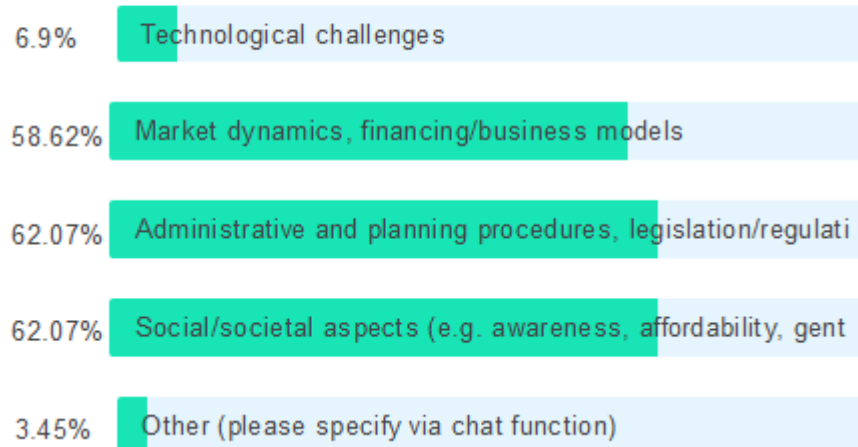 6.9% Technological challenges
58.62% Market dynamics, financing/business models
62.07% Administrative and planning procedures, legislation/regulati
62.07% Social/societal aspects (e.g. awareness, affordability, gent
3.45% Other (please specify via chat function)